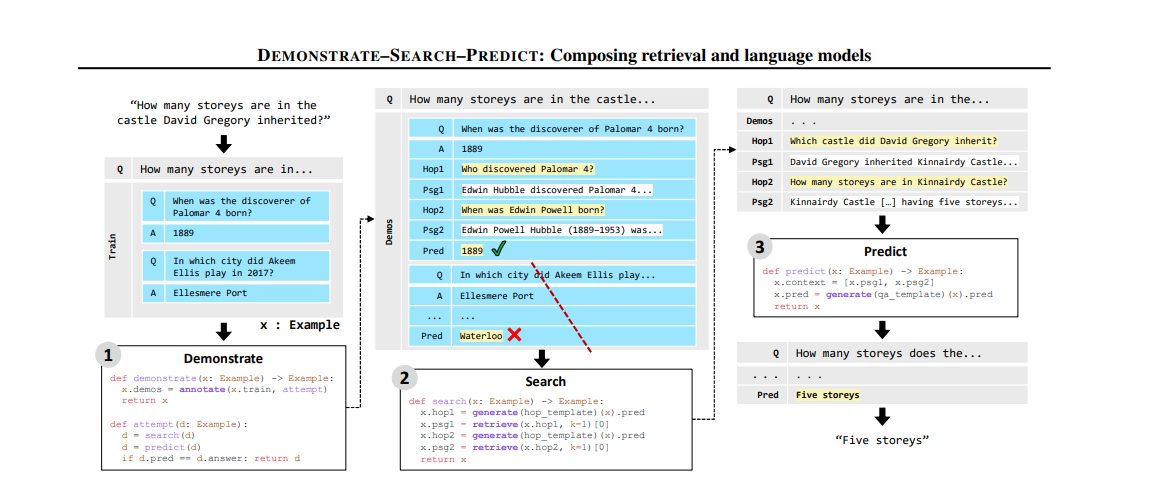 DEMONSTRATE–SEARCH–PREDICT: Composing retrieval and language models
“How many storeys are in the
castle David Gregory inherited?”
Q How many storeys are in...
Train
Q When was the discoverer of
Palomar 4 born?
A 1889
Q In which city did Akeem
Ellis play in 2017?
A Ellesmere Port
x : Example
1
Demonstrate
def demonstrate(x: Example) -> Example:
x.demos = annotate(x.train, attempt)
return x
def attempt(d: Example):
d = search(d)
d = predict(d)
if d.pred == d.answer: return d
Q How many storeys are in the castle...
Demos
Q When was the discoverer of Palomar 4 born?
A 1889
Hop1 Who discovered Palomar 4?
Psg1 Edwin Hubble discovered Palomar 4...
Hop2 When was Edwin Powell born?
Psg2 Edwin Powell Hubble (1889–1953) was...
Pred 1889
Q In which city did Akeem Ellis play...
A Ellesmere Port
... ...
Pred Waterloo
2
Search
def search(x: Example) -> Example:
x.hop1 = generate(hop_template)(x).pred
x.psg1 = retrieve(x.hop1, k=1)[0]
x.hop2 = generate(hop_template)(x).pred
x.psg2 = retrieve(x.hop2, k=1)[0]
return x
Q How many storeys are in the...
Demos . . .
Hop1 Which castle did David Gregory inherit?
Psg1 David Gregory inherited Kinnairdy Castle...
Hop2 How many storeys are in Kinnairdy Castle?
Psg2 Kinnairdy Castle […] having five storeys...
3
Predict
def predict(x: Example) -> Example:
x.context = [x.psg1, x.psg2]
x.pred = generate(qa_template)(x).pred
return x
Q How many storeys does the...
. . . . . .
Pred Five storeys
“Five storeys”